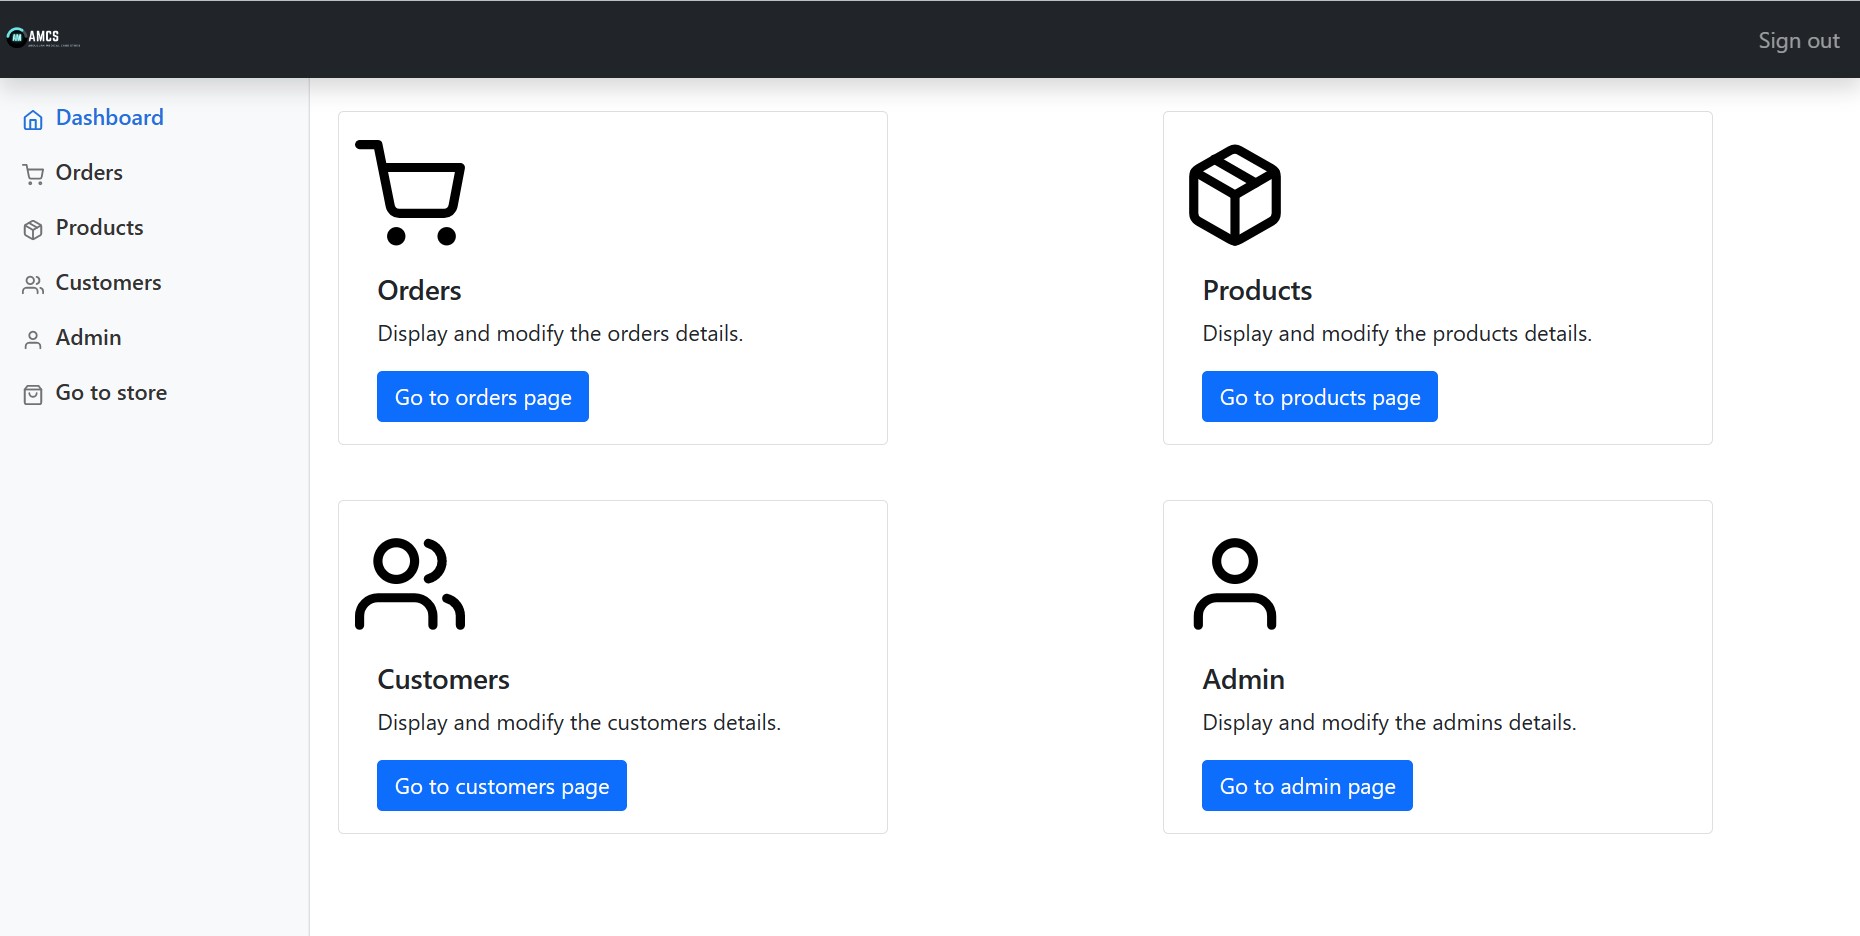 AM
AMCS
Sign out
Dashboard
Orders
Products
Customers
Admin
Go to store
Orders
Display and modify the orders details.
Go to orders page
Products
Display and modify the products details.
Go to products page
Customers
Display and modify the customers details.
Go to customers page
Admin
Display and modify the admins details.
Go to admin page